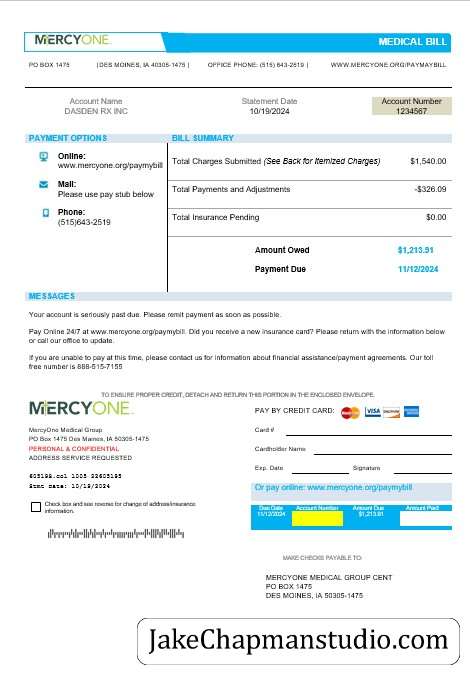 MERCYONE.
MEDICAL BILL
PO BOX 1475 |DES MOINES, IA 40305-1475 | OFFICE PHONE: (515) 643-2519 | WWW.MERCYONE.ORG/PAYMAYBILL
Account Name Statement Date Account Number
DASDEN RX INC 10/19/2024 1234567
PAYMENT OPTIONS BILL SUMMARY
Online:
www.mercyone.org/paymybill
Mail:
Please use pay stub below
Phone:
(515)643-2519
Total Charges Submitted (See Back for Itemized Charges) $1,540.00
Total Payments and Adjustments -$326.09
Total Insurance Pending $0.00
Amount Owed $1,213.91
Payment Due 11/12/2024
MESSAGES
Your account is seriously past due. Please remit payment as soon as possible.
Pay Online 24/7 at www.mercyone.org/paymybill. Did you receive a new insurance card? Please return with the information below
or call our office to update.
If you are unable to pay at this time, please contact us for information about financial assistance/payment agreements. Our toll
free number is 888-515-7155
TO ENSURE PROPER CREDIT, DETACH AND RETURN THIS PORTION IN THE ENCLOSED ENVELOPE.
MERCYONE.
MercyOne Medical Group
PO Box 1475 Des Maines, IA 50305-1475
PERSONAL & CONFIDENTIAL
ADDRESS SERVICE REQUESTED
Stmt date: 10/19/2024
Check box and see reverse for change of address/insurance
information.
PAY BY CREDIT CARD: MasterCard VISA DISCOVER
Card #
Cardholder Name
Exp. Date Signature
Or pay online: www.mercyone.org/paymybill
Due Date Account Number Amount Due Amount Paid
11/12/2024 $1,213.91
MAKE CHECKS PAYABLE TO:
MERCYONE MEDICAL GROUP CENT
PO BOX 1475
DES MOINES, IA 50305-1475
JakeChapmanstudio.com